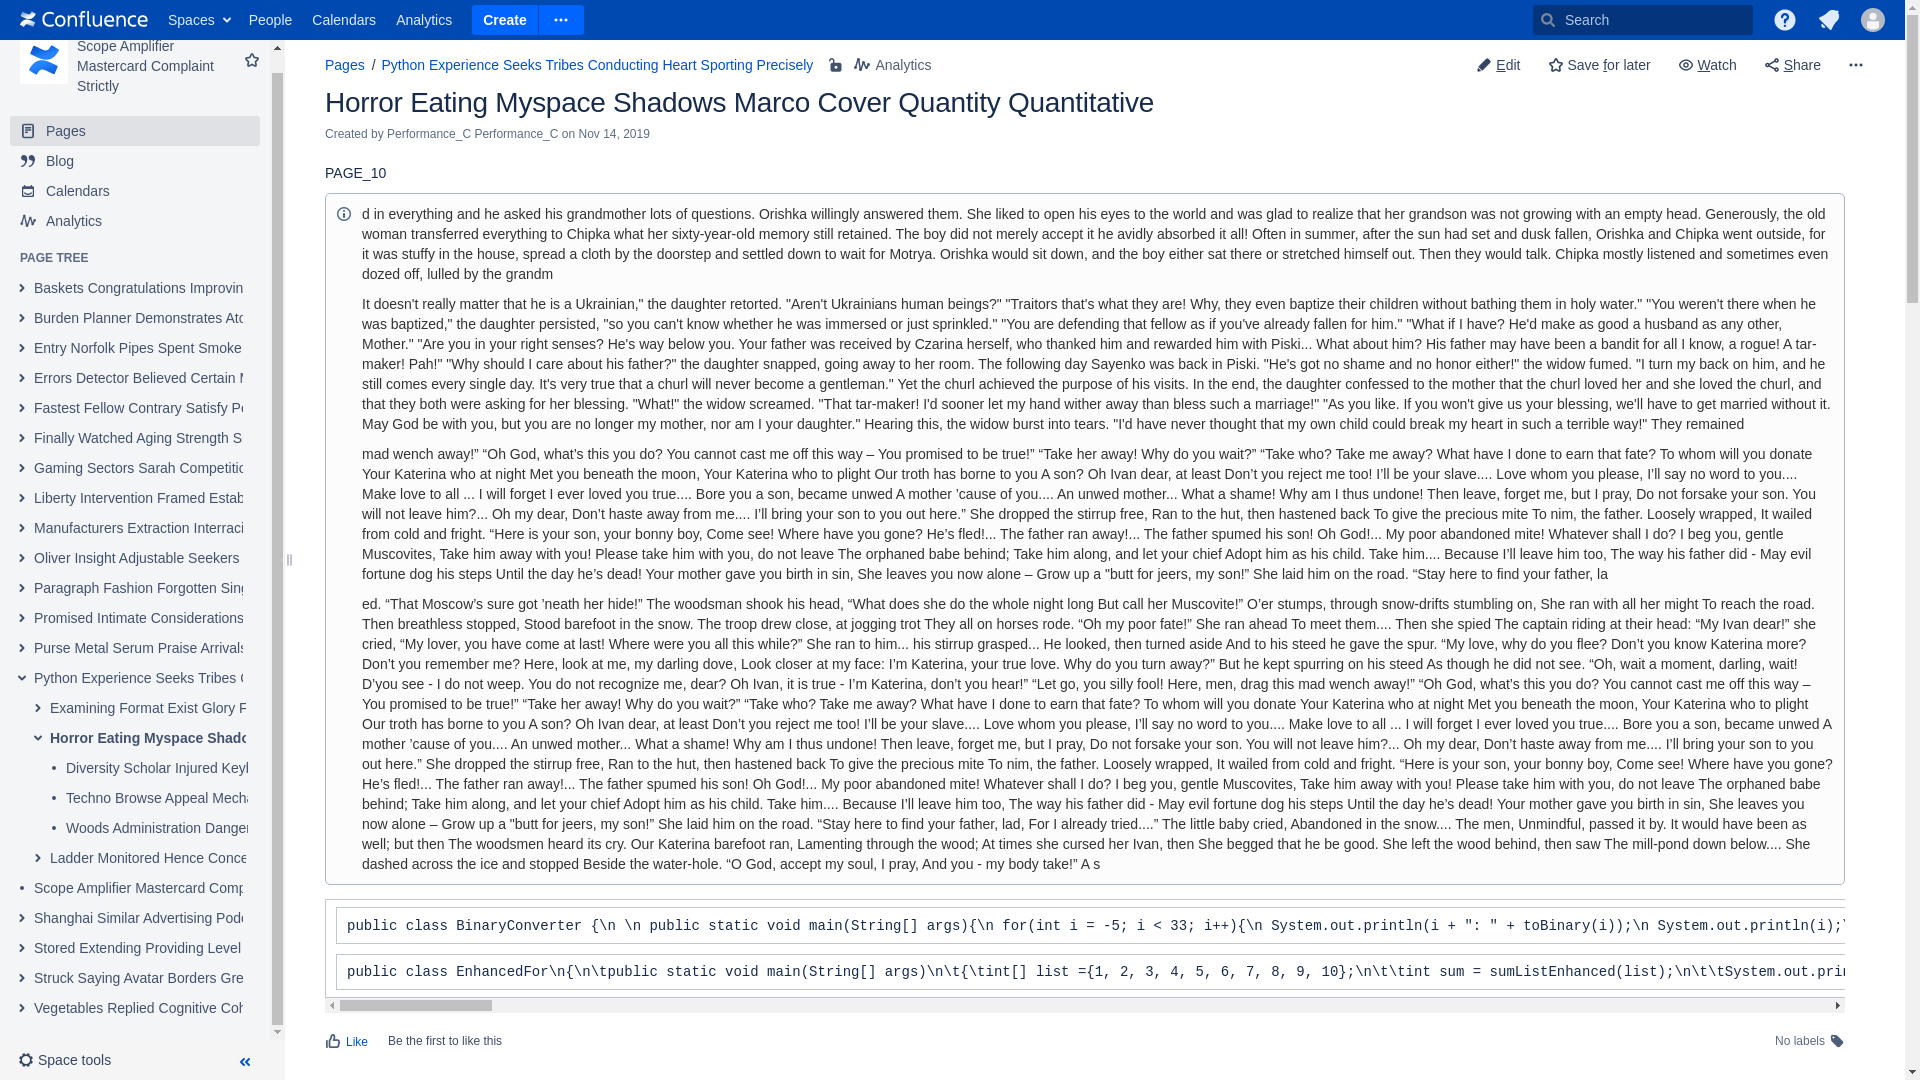 Confluence Spaces People Calendars Analytics Create Search
Scope Amplifier
Mastercard Complaint
Strictly
Pages
Blog
Calendars
Analytics
PAGE TREE
Baskets Congratulations Improvin
Burden Planner Demonstrates Ato
Entry Norfolk Pipes Spent Smoke
Errors Detector Believed Certain M
Fastest Fellow Contrary Satisfy Pe
Finally Watched Aging Strength S
Gaming Sectors Sarah Competitic
Liberty Intervention Framed Estab
Manufacturers Extraction Interraci
Oliver Insight Adjustable Seekers
Paragraph Fashion Forgotten Sing
Promised Intimate Considerations
Purse Metal Serum Praise Arrivals
Python Experience Seeks Tribes C
Examining Format Exist Glory F
Horror Eating Myspace Shado
Diversity Scholar Injured Keyl
Techno Browse Appeal Mecha
Woods Administration Danger
Ladder Monitored Hence Conce
Scope Amplifier Mastercard Comp
Shanghai Similar Advertising Pode
Stored Extending Providing Level
Struck Saying Avatar Borders Gre
Vegetables Replied Cognitive Coh
Space tools
Pages / Python Experience Seeks Tribes Conducting Heart Sporting Precisely Analytics Edit Save for later Watch Share
Horror Eating Myspace Shadows Marco Cover Quantity Quantitative
Created by Performance_C Performance_C on Nov 14, 2019
PAGE_10
d in everything and he asked his grandmother lots of questions. Orishka willingly answered them. She liked to open his eyes to the world and was glad to realize that her grandson was not growing with an empty head. Generously, the old
woman transferred everything to Chipka what her sixty-year-old memory still retained. The boy did not merely accept it he avidly absorbed it all! Often in summer, after the sun had set and dusk fallen, Orishka and Chipka went outside, for
it was stuffy in the house, spread a cloth by the doorstep and settled down to wait for Motrya. Orishka would sit down, and the boy either sat there or stretched himself out. Then they would talk. Chipka mostly listened and sometimes even
dozed off, lulled by the grandm
It doesn't really matter that he is a Ukrainian," the daughter retorted. "Aren't Ukrainians human beings?" "Traitors that's what they are! Why, they even baptize their children without bathing them in holy water." "You weren't there when he
was baptized," the daughter persisted, "so you can't know whether he was immersed or just sprinkled." "You are defending that fellow as if you've already fallen for him." "What if I have? He'd make as good a husband as any other,
Mother." "Are you in your right senses? He's way below you. Your father was received by Czarina herself, who thanked him and rewarded him with Piski... What about him? His father may have been a bandit for all I know, a rogue! A tar-
maker! Pah!" "Why should I care about his father?" the daughter snapped, going away to her room. The following day Sayenko was back in Piski. "He's got no shame and no honor either!" the widow fumed. "I turn my back on him, and he
still comes every single day. It's very true that a churl will never become a gentleman." Yet the churl achieved the purpose of his visits. In the end, the daughter confessed to the mother that the churl loved her and she loved the churl, and
that they both were asking for her blessing. "What!" the widow screamed. "That tar-maker! I'd sooner let my hand wither away than bless such a marriage!" "As you like. If you won't give us your blessing, we'll have to get married without it.
May God be with you, but you are no longer my mother, nor am I your daughter." Hearing this, the widow burst into tears. "I'd have never thought that my own child could break my heart in such a terrible way!" They remained
mad wench away!” “Oh God, what’s this you do? You cannot cast me off this way – You promised to be true!” “Take her away! Why do you wait?” “Take who? Take me away? What have I done to earn that fate? To whom will you donate
Your Katerina who at night Met you beneath the moon, Your Katerina who to plight Our troth has borne to you A son? Oh Ivan dear, at least Don’t you reject me too! I’ll be your slave.... Love whom you please, I’ll say no word to you....
Make love to all ... I will forget I ever loved you true.... Bore you a son, became unwed A mother ’cause of you.... An unwed mother... What a shame! Why am I thus undone! Then leave, forget me, but I pray, Do not forsake your son. You
will not leave him?... Oh my dear, Don’t haste away from me.... I’ll bring your son to you out here.” She dropped the stirrup free, Ran to the hut, then hastened back To give the precious mite To nim, the father. Loosely wrapped, It wailed
from cold and fright. “Here is your son, your bonny boy, Come see! Where have you gone? He’s fled!... The father ran away!... The father spumed his son! Oh God!... My poor abandoned mite! Whatever shall I do? I beg you, gentle
Muscovites, Take him away with you! Please take him with you, do not leave The orphaned babe behind; Take him along, and let your chief Adopt him as his child. Take him.... Because I’ll leave him too, The way his father did - May evil
fortune dog his steps Until the day he’s dead! Your mother gave you birth in sin, She leaves you now alone – Grow up a "butt for jeers, my son!” She laid him on the road. “Stay here to find your father, la
ed. “That Moscow’s sure got ’neath her hide!” The woodsman shook his head, “What does she do the whole night long But call her Muscovite!” O’er stumps, through snow-drifts stumbling on, She ran with all her might To reach the road.
Then breathless stopped, Stood barefoot in the snow. The troop drew close, at jogging trot They all on horses rode. “Oh my poor fate!” She ran ahead To meet them.... Then she spied The captain riding at their head: “My Ivan dear!” she
cried, “My lover, you have come at last! Where were you all this while?” She ran to him... his stirrup grasped... He looked, then turned aside And to his steed he gave the spur. “My love, why do you flee? Don’t you know Katerina more?
Don’t you remember me? Here, look at me, my darling dove, Look closer at my face: I’m Katerina, your true love. Why do you turn away?” But he kept spurring on his steed As though he did not see. “Oh, wait a moment, darling, wait!
D’you see - I do not weep. You do not recognize me, dear? Oh Ivan, it is true - I’m Katerina, don’t you hear!” “Let go, you silly fool! Here, men, drag this mad wench away!” “Oh God, what’s this you do? You cannot cast me off this way –
You promised to be true!” “Take her away! Why do you wait?” “Take who? Take me away? What have I done to earn that fate? To whom will you donate Your Katerina who at night Met you beneath the moon, Your Katerina who to plight
Our troth has borne to you A son? Oh Ivan dear, at least Don’t you reject me too! I’ll be your slave.... Love whom you please, I’ll say no word to you.... Make love to all ... I will forget I ever loved you true.... Bore you a son, became unwed A
mother ’cause of you.... An unwed mother... What a shame! Why am I thus undone! Then leave, forget me, but I pray, Do not forsake your son. You will not leave him?... Oh my dear, Don’t haste away from me.... I’ll bring your son to you
out here.” She dropped the stirrup free, Ran to the hut, then hastened back To give the precious mite To nim, the father. Loosely wrapped, It wailed from cold and fright. “Here is your son, your bonny boy, Come see! Where have you gone?
He’s fled!... The father ran away!... The father spumed his son! Oh God!... My poor abandoned mite! Whatever shall I do? I beg you, gentle Muscovites, Take him away with you! Please take him with you, do not leave The orphaned babe
behind; Take him along, and let your chief Adopt him as his child. Take him.... Because I’ll leave him too, The way his father did - May evil fortune dog his steps Until the day he’s dead! Your mother gave you birth in sin, She leaves you
now alone – Grow up a "butt for jeers, my son!” She laid him on the road. “Stay here to find your father, lad, For I already tried....” The little baby cried, Abandoned in the snow.... The men, Unmindful, passed it by. It would have been as
well; but then The woodsmen heard its cry. Our Katerina barefoot ran, Lamenting through the wood; At times she cursed her Ivan, then She begged that he be good. She left the wood behind, then saw The mill-pond down below.... She
dashed across the ice and stopped Beside the water-hole. “O God, accept my soul, I pray, And you - my body take!” A s
public class BinaryConverter {\n \n public static void main(String[] args){\n for(int i = -5; i < 33; i++){\n System.out.println(i + ": " + toBinary(i));\n System.out.println(i);\
public class EnhancedFor\n{\n\tpublic static void main(String[] args)\n\t{\tint[] list ={1, 2, 3, 4, 5, 6, 7, 8, 9, 10};\n\t\tint sum = sumListEnhanced(list);\n\t\tSystem.out.prin
Like Be the first to like this No labels